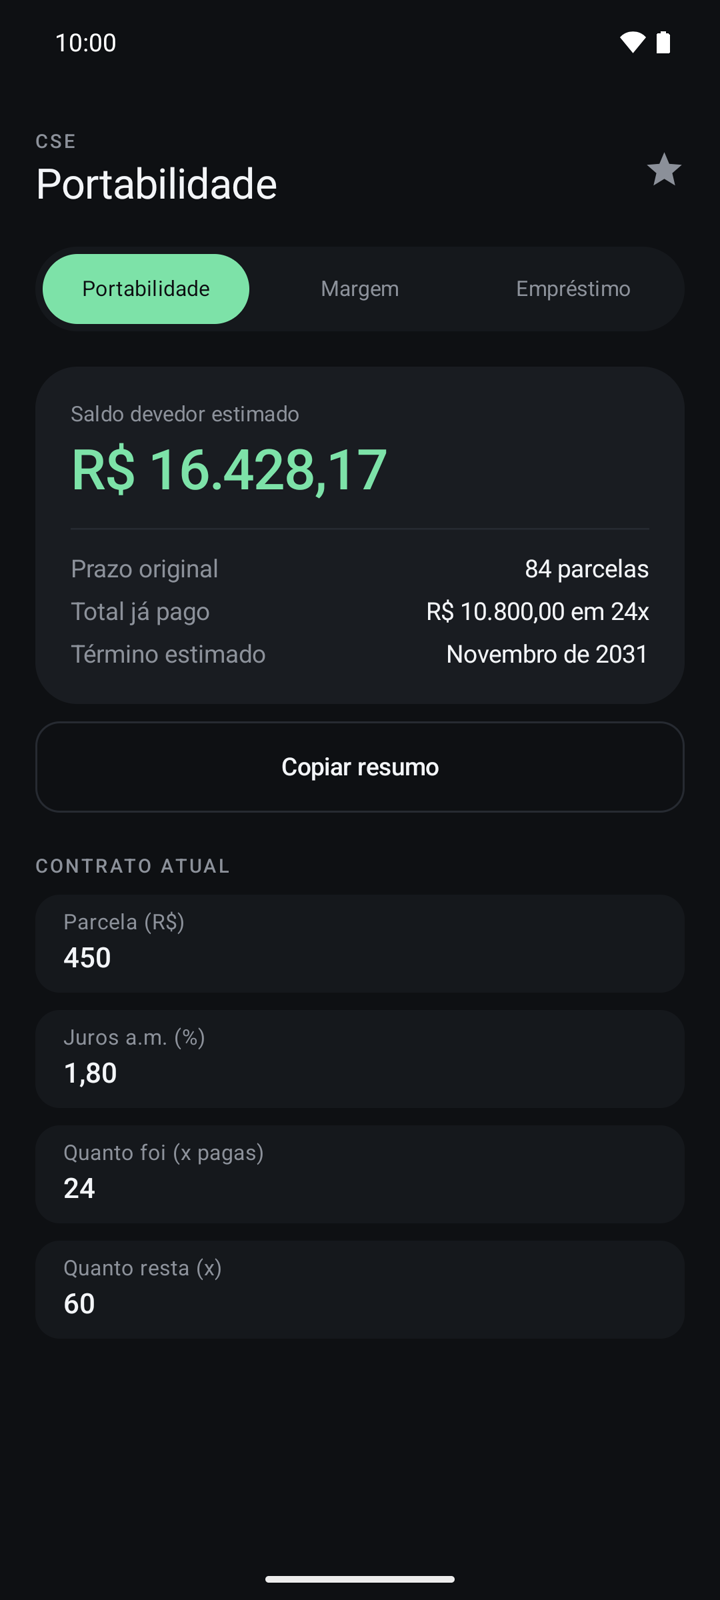 10:00
CSE
Portabilidade
Portabilidade Margem Empréstimo
Saldo devedor estimado
R$ 16.428,17
Prazo original 84 parcelas
Total já pago R$ 10.800,00 em 24x
Término estimado Novembro de 2031
Copiar resumo
CONTRATO ATUAL
Parcela (R$)
450
Juros a.m. (%)
1,80
Quanto foi (x pagas)
24
Quanto resta (x)
60